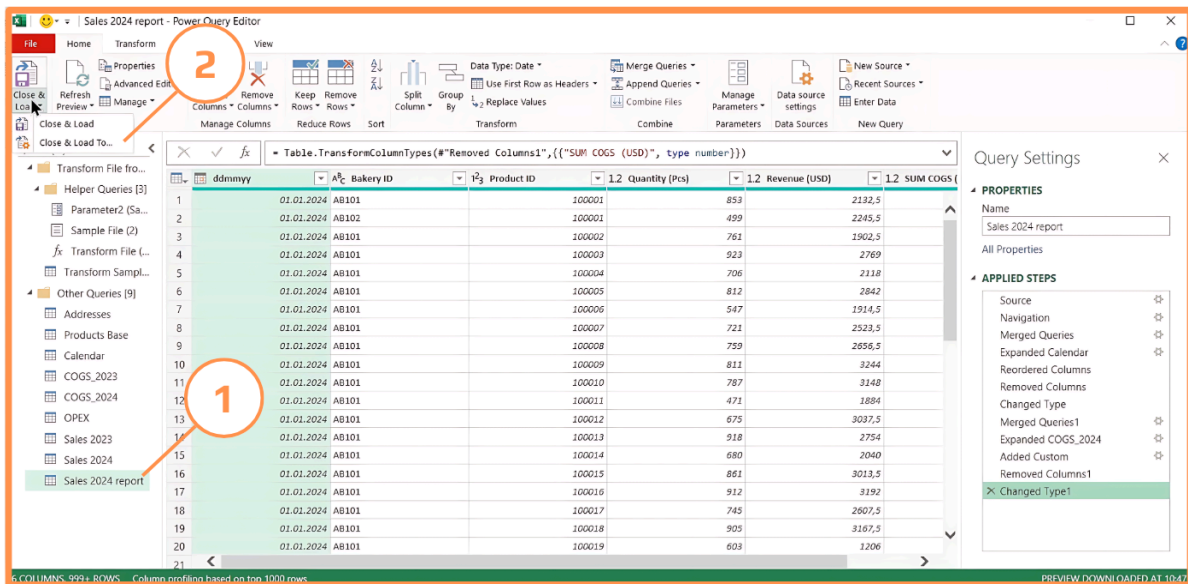 Sales 2024 report - Power Query Editor
File Home Transform View
2
Close & Load
Refresh Preview
Properties
Advanced Edi
Manage
Columns
Remove Columns
Manage Columns
Keep Rows
Remove Rows
Reduce Rows
Sort
Split Column
Group By
Data Type: Date
Use First Row as Headers
1 2 Replace Values
Transform
Merge Queries
Append Queries
Combine Files
Combine
Manage Parameters
Parameters
Data source settings
Data Sources
New Source
Recent Sources
Enter Data
New Query
Close & Load
Close & Load To...
Transform File fro...
Helper Queries [3]
Parameter2 (Sa...
Sample File (2)
fx Transform File (...
Transform Sampl...
Other Queries [9]
Addresses
Products Base
Calendar
COGS_2023
COGS_2024
OPEX
Sales 2023
Sales 2024
Sales 2024 report
1
fx = Table.TransformColumnTypes(#"Removed Columns1",{{"SUM COGS (USD)", type number}})
ddmmyy ABC Bakery ID 123 Product ID 1.2 Quantity (Pcs) 1.2 Revenue (USD) 1.2 SUM COGS (
1 01.01.2024 AB101 100001 853 2132,5
2 01.01.2024 AB102 100001 499 2245,5
3 01.01.2024 AB101 100002 761 1902,5
4 01.01.2024 AB101 100003 923 2769
5 01.01.2024 AB101 100004 706 2118
6 01.01.2024 AB101 100005 812 2842
7 01.01.2024 AB101 100006 547 1914,5
8 01.01.2024 AB101 100007 721 2523,5
9 01.01.2024 AB101 100008 759 2656,5
10 01.01.2024 AB101 100009 811 3244
11 01.01.2024 AB101 100010 787 3148
12 01.01.2024 AB101 100011 471 1884
13 01.01.2024 AB101 100012 675 3037,5
14 01.01.2024 AB101 100013 918 2754
15 01.01.2024 AB101 100014 680 2040
16 01.01.2024 AB101 100015 861 3013,5
17 01.01.2024 AB101 100016 912 3192
18 01.01.2024 AB101 100017 745 2607,5
19 01.01.2024 AB101 100018 905 3167,5
20 01.01.2024 AB101 100019 603 1206
21
Query Settings
PROPERTIES
Name
Sales 2024 report
All Properties
APPLIED STEPS
Source
Navigation
Merged Queries
Expanded Calendar
Reordered Columns
Removed Columns
Changed Type
Merged Queries1
Expanded COGS_2024
Added Custom
Removed Columns1
Changed Type1
6 COLUMNS, 999+ ROWS Column profiling based on top 1000 rows
PREVIEW DOWNLOADED AT 10:47